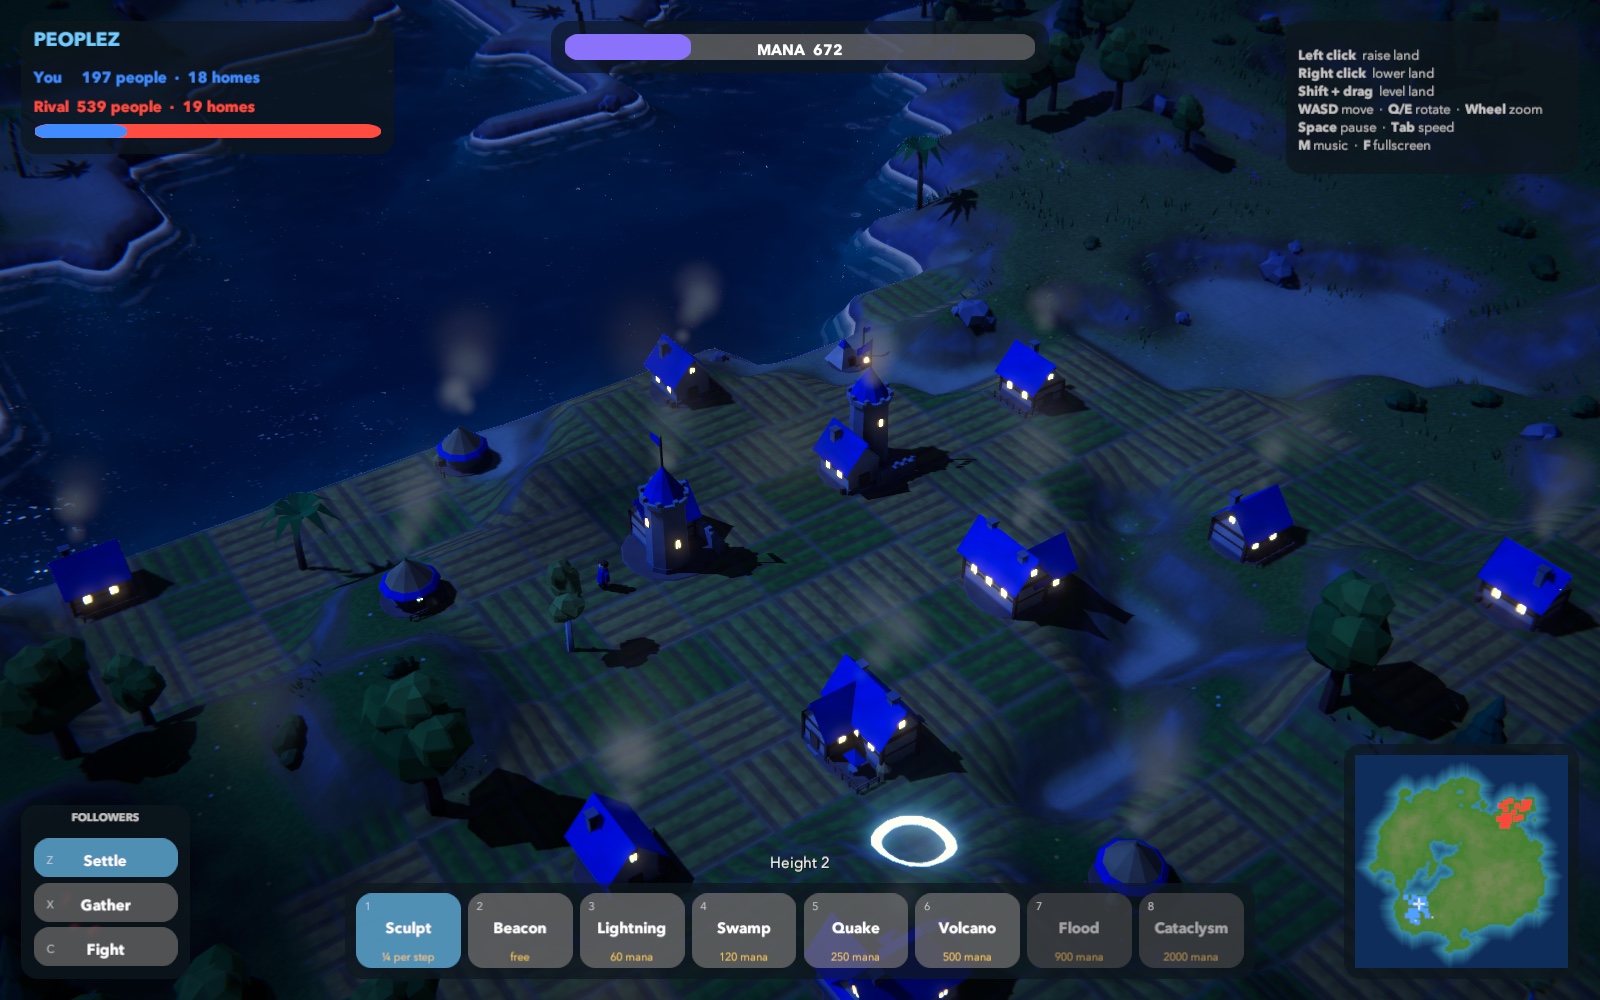 PEOPLEZ
You 197 people · 18 homes
Rival 539 people · 19 homes
MANA 672
Left click raise land
Right click lower land
Shift + drag level land
WASD move · Q/E rotate · Wheel zoom
Space pause · Tab speed
M music · F fullscreen
FOLLOWERS
Z Settle
X Gather
C Fight
Height 2
1 Sculpt ¼ per step
2 Beacon free
3 Lightning 60 mana
4 Swamp 120 mana
5 Quake 250 mana
6 Volcano 500 mana
7 Flood 900 mana
8 Cataclysm 2000 mana